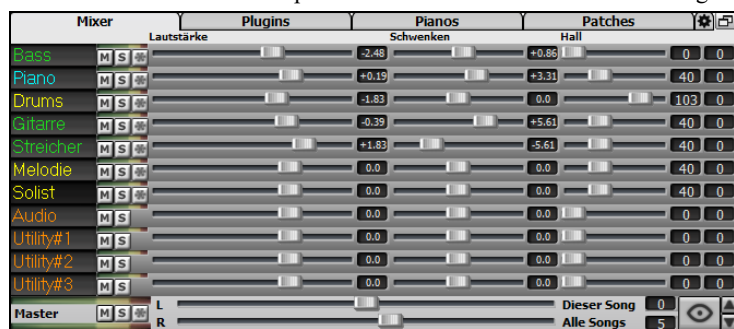 Mixer Plugins Pianos Patches
Lautstärke Schwenken Hall
Bass M S -2.48 +0.86 0 0
Piano M S +0.19 +3.31 40 0
Drums M S -1.83 0.0 103 0
Gitarre M S -0.39 +5.61 40 0
Streicher M S +1.83 -5.61 40 0
Melodie M S 0.0 0.0 40 0
Solist M S 0.0 0.0 40 0
Audio M S 0.0 0.0 0 0
Utility#1 M S 0.0 0.0 0 0
Utility#2 M S 0.0 0.0 0 0
Utility#3 M S 0.0 0.0 0 0
Master M S L Dieser Song 0
R Alle Songs 5